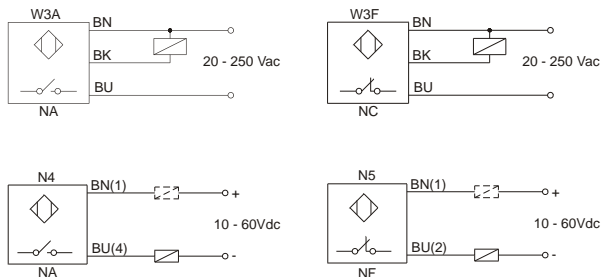 W3A
BN
BK
20 - 250 Vac
BU
NA
W3F
BN
BK
20 - 250 Vac
BU
NC
N4
BN(1)
+
10 - 60Vdc
BU(4)
-
NA
N5
BN(1)
+
10 - 60Vdc
BU(2)
-
NF